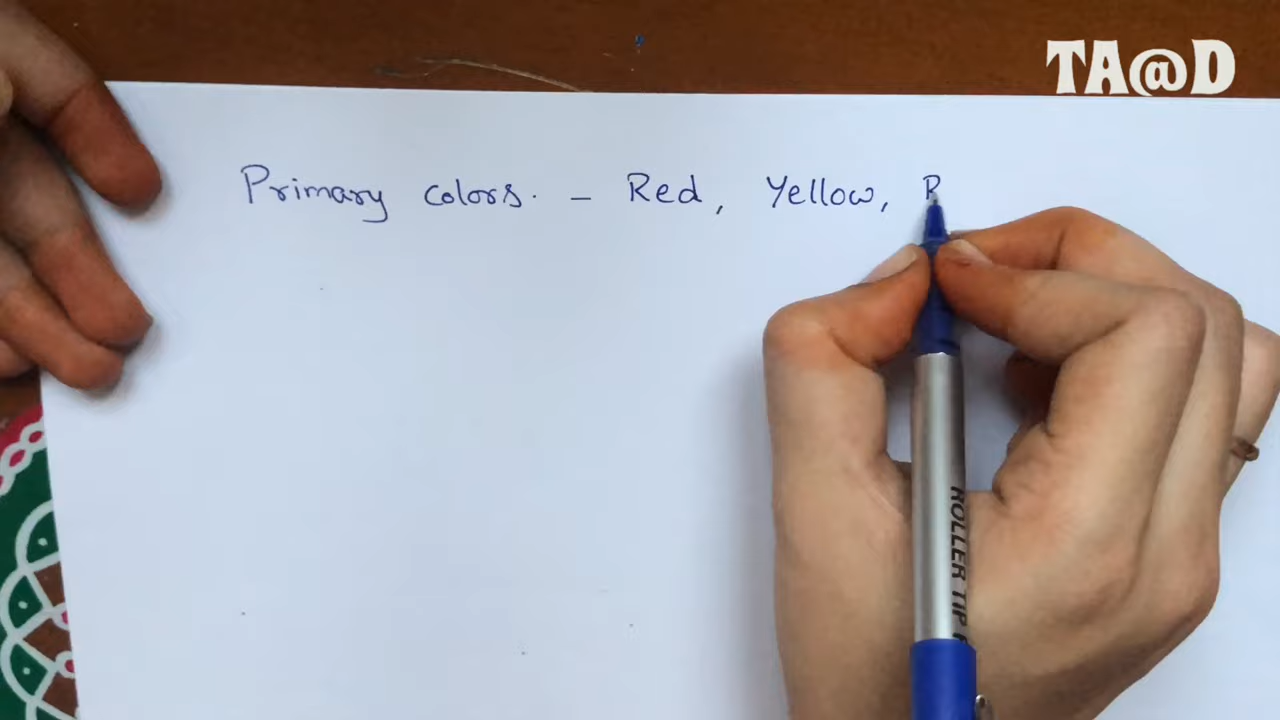 TA@D
Primary colors. - Red, Yellow, B
ROLLER TIP